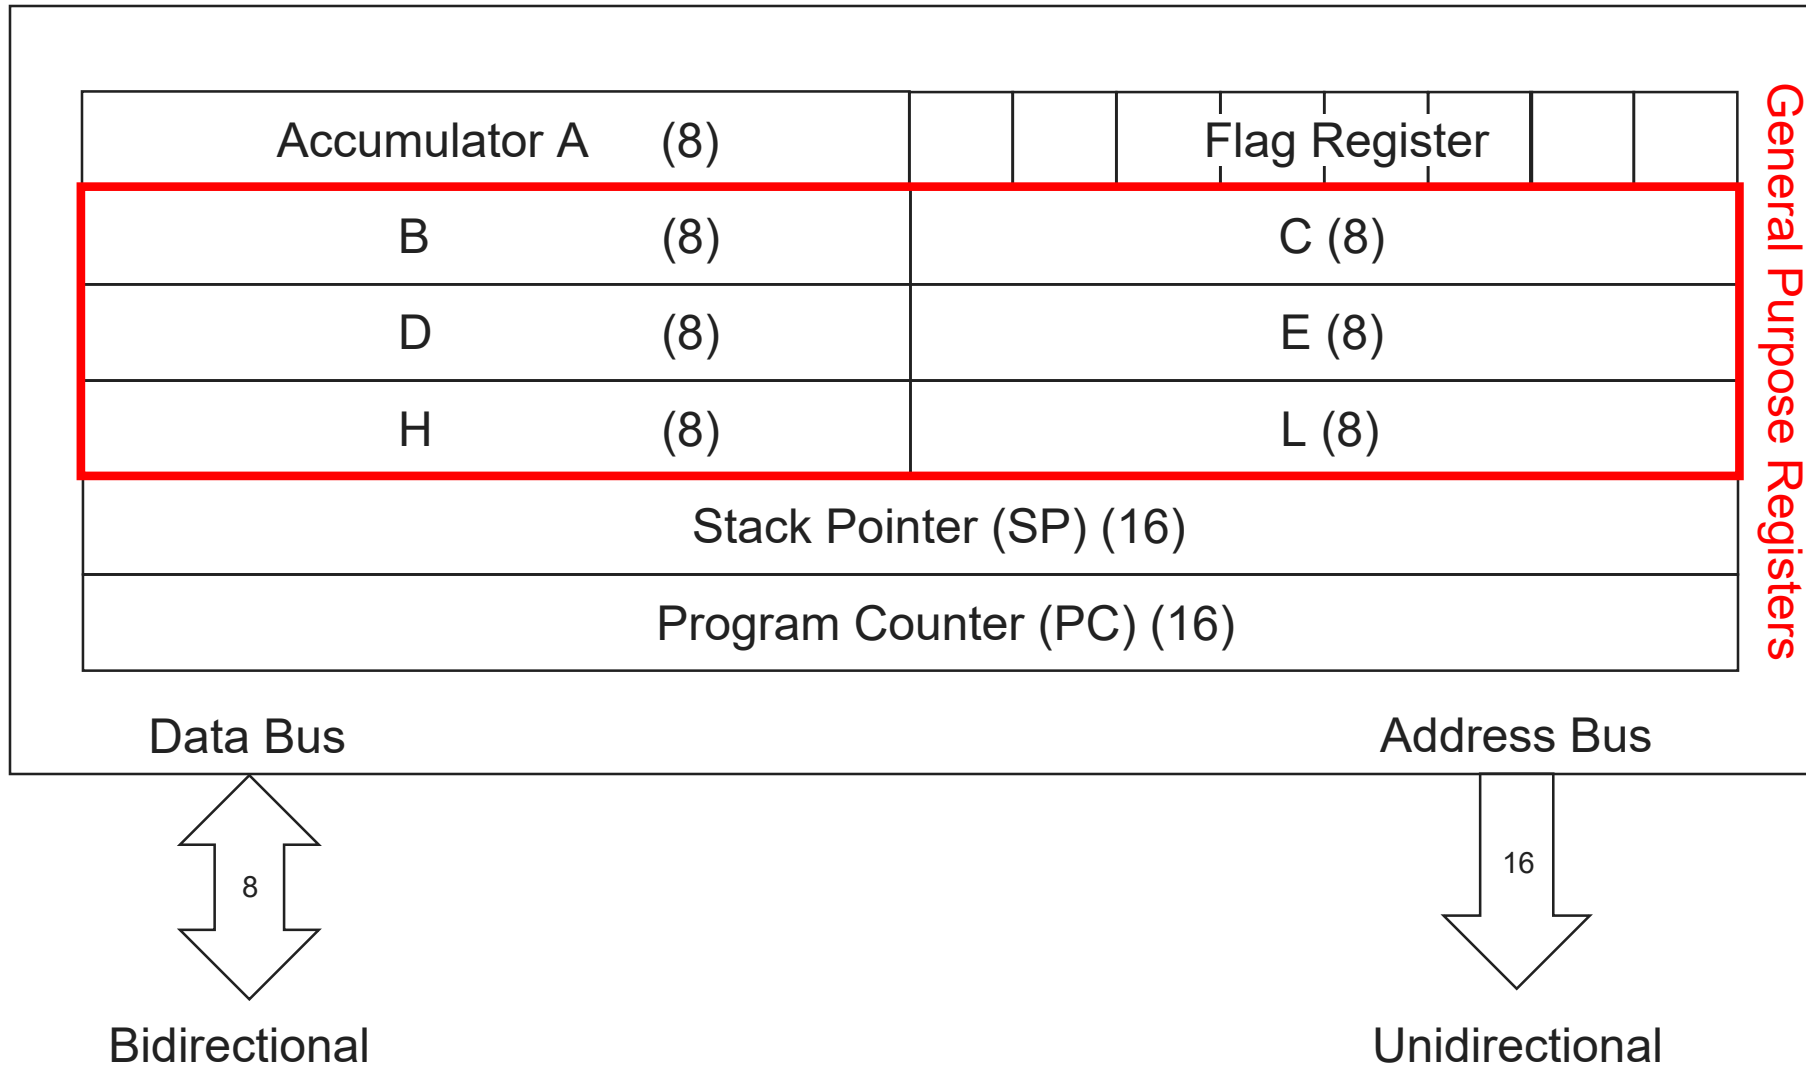 Accumulator A (8) Flag Register
B (8) C (8)
D (8) E (8)
H (8) L (8)
Stack Pointer (SP) (16)
Program Counter (PC) (16)
General Purpose Registers
Data Bus Address Bus
8 16
Bidirectional Unidirectional